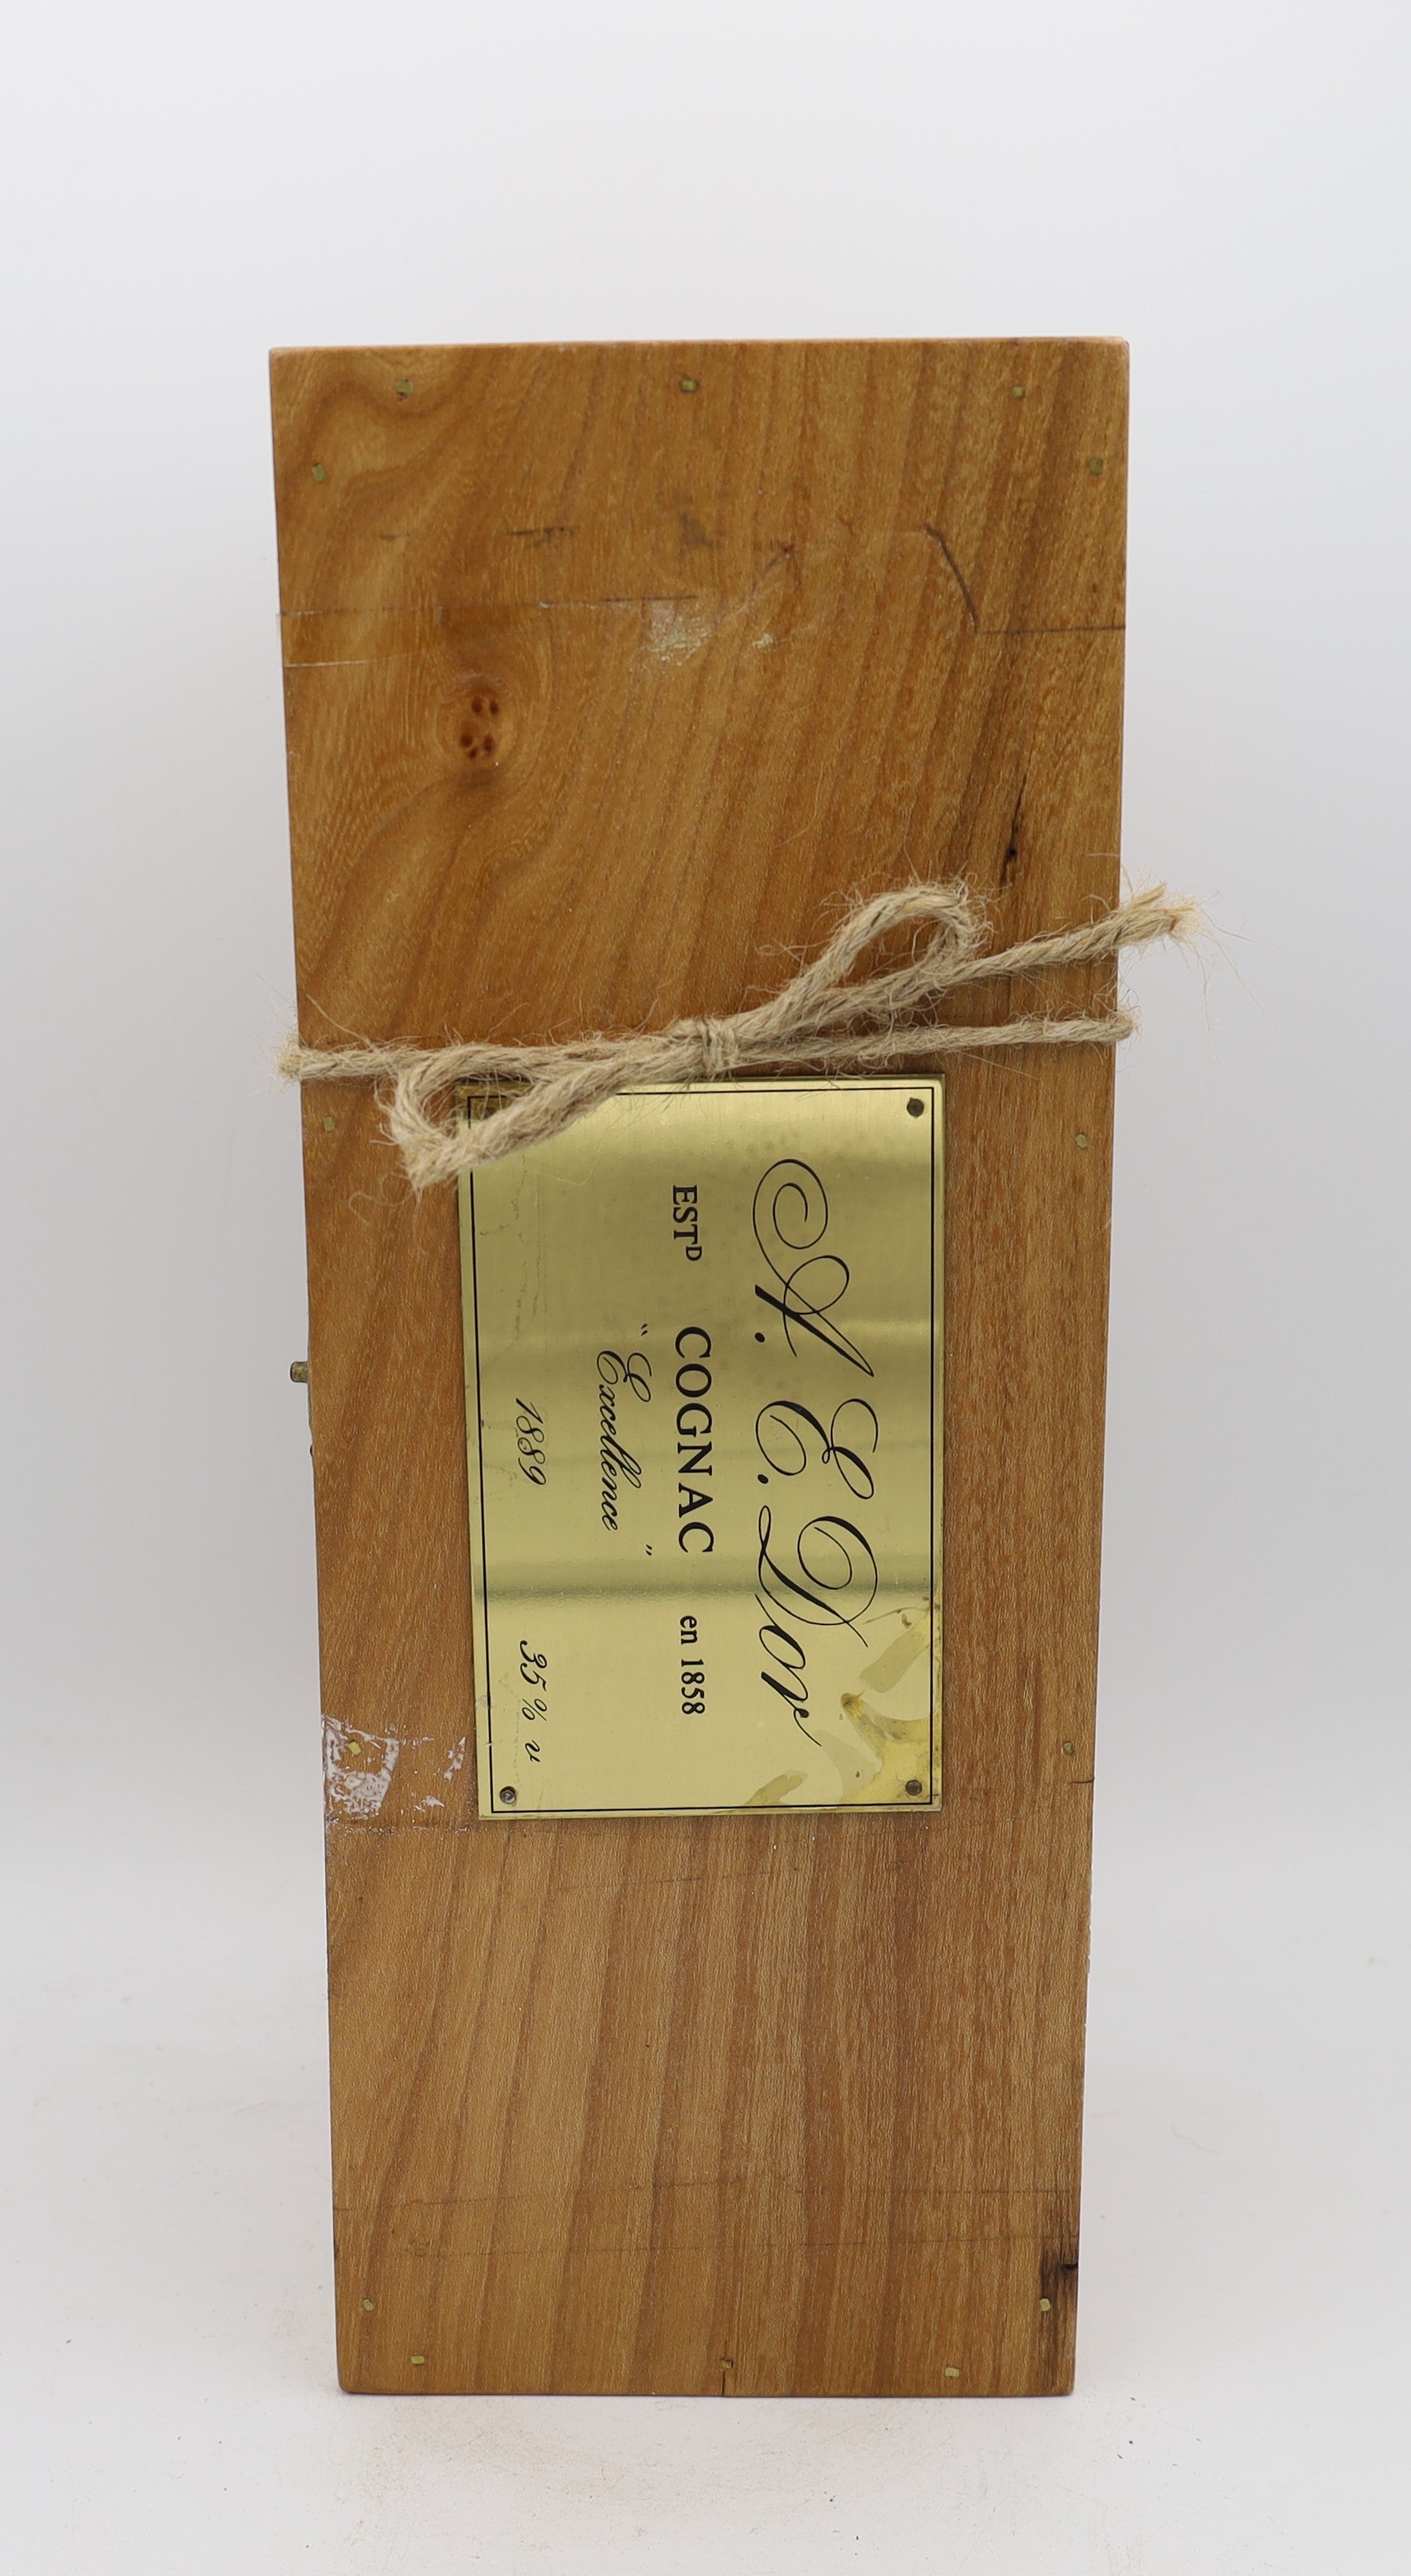 A. E. Dor
ESTD COGNAC en 1858
"Excellence"
1889 35% v